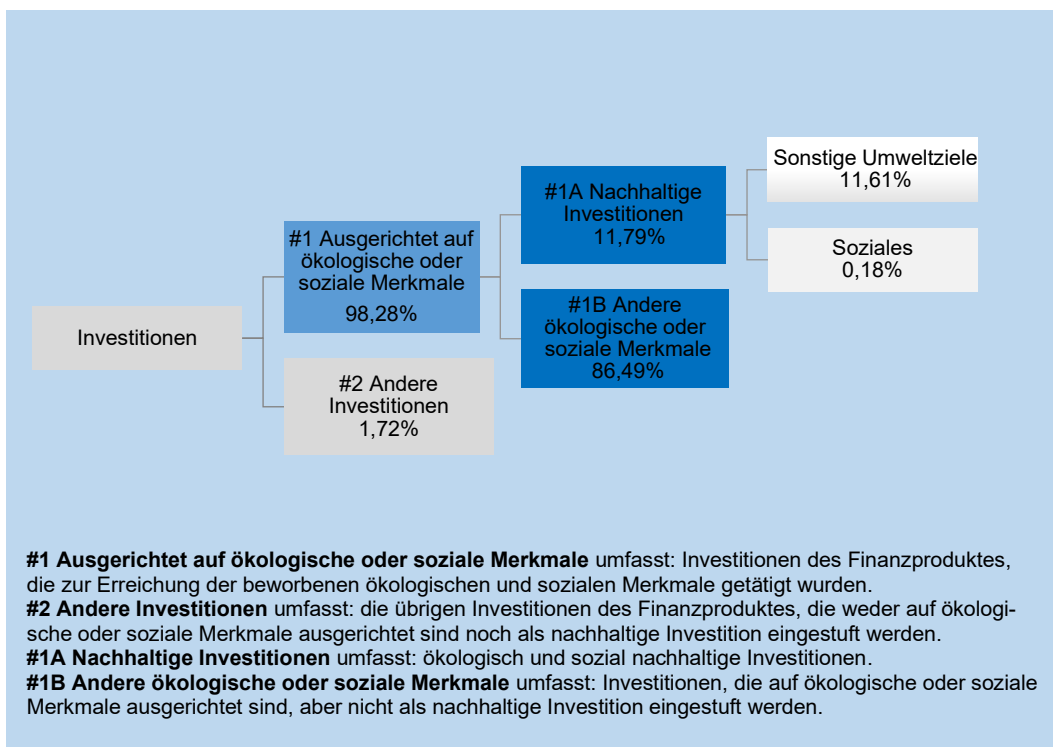 Investitionen
#1 Ausgerichtet auf
ökologische oder
soziale Merkmale
98,28%
#2 Andere
Investitionen
1,72%
#1A Nachhaltige
Investitionen
11,79%
#1B Andere
ökologische oder
soziale Merkmale
86,49%
Sonstige Umweltziele
11,61%
Soziales
0,18%
#1 Ausgerichtet auf ökologische oder soziale Merkmale umfasst: Investitionen des Finanzproduktes,
die zur Erreichung der beworbenen ökologischen und sozialen Merkmale getätigt wurden.
#2 Andere Investitionen umfasst: die übrigen Investitionen des Finanzproduktes, die weder auf ökologi-
sche oder soziale Merkmale ausgerichtet sind noch als nachhaltige Investition eingestuft werden.
#1A Nachhaltige Investitionen umfasst: ökologisch und sozial nachhaltige Investitionen.
#1B Andere ökologische oder soziale Merkmale umfasst: Investitionen, die auf ökologische oder soziale
Merkmale ausgerichtet sind, aber nicht als nachhaltige Investition eingestuft werden.